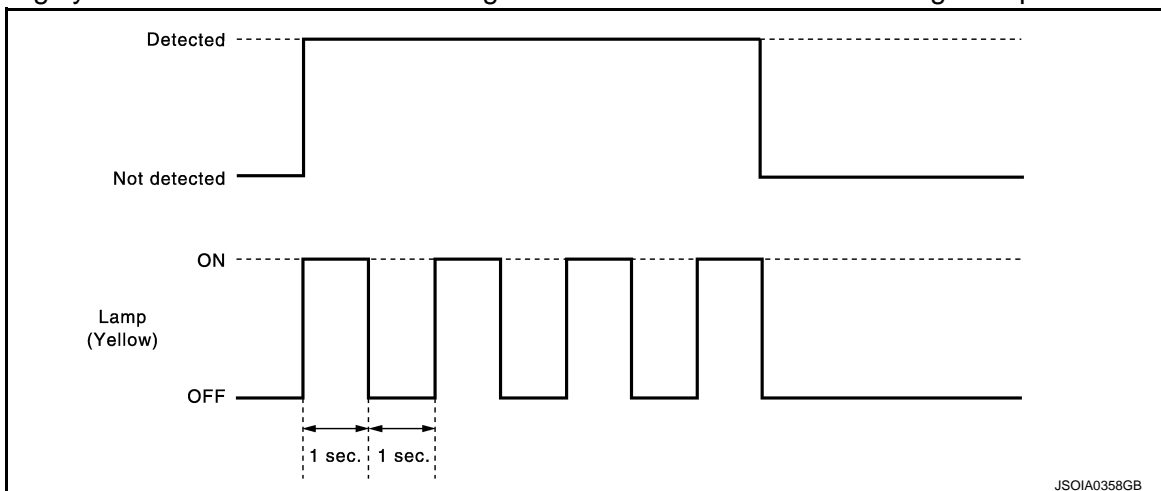 Detected
Not detected
ON
Lamp
(Yellow)
OFF
1 sec. 1 sec.
JSOIA0358GB